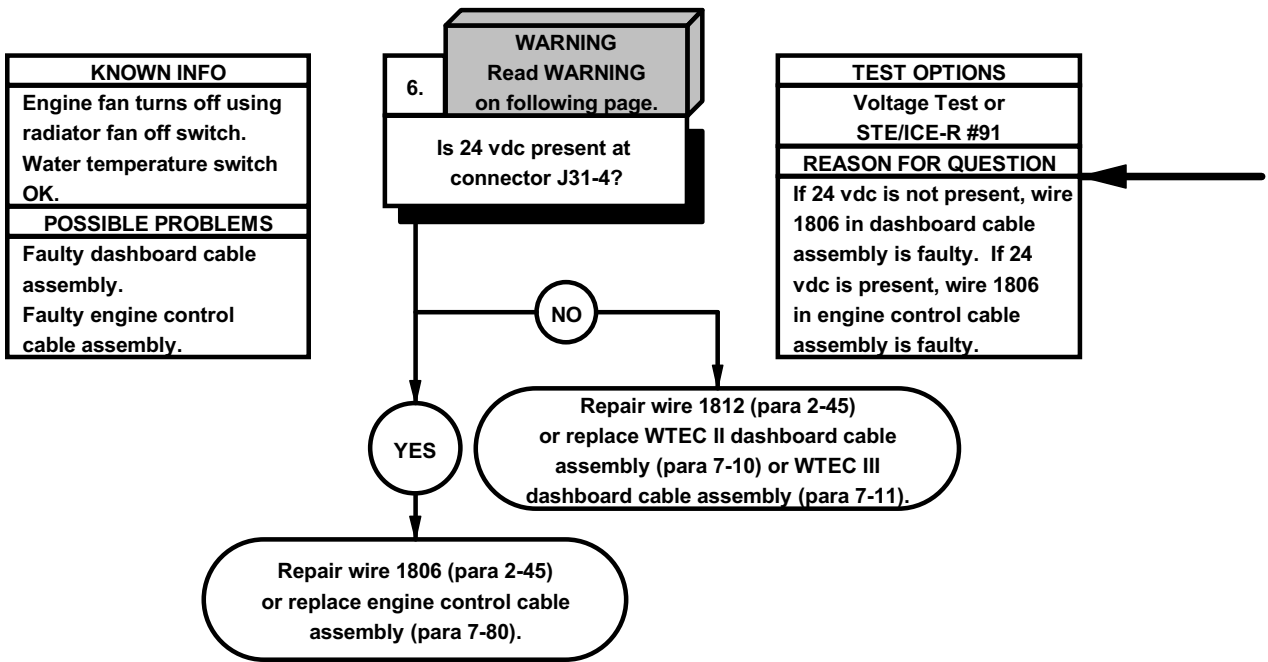 KNOWN INFO
Engine fan turns off using
radiator fan off switch.
Water temperature switch
OK.
POSSIBLE PROBLEMS
Faulty dashboard cable
assembly.
Faulty engine control
cable assembly.
WARNING
Read WARNING
on following page.
6.
Is 24 vdc present at
connector J31-4?
TEST OPTIONS
Voltage Test or
STE/ICE-R #91
REASON FOR QUESTION
If 24 vdc is not present, wire
1806 in dashboard cable
assembly is faulty.  If 24
vdc is present, wire 1806
in engine control cable
assembly is faulty.
NO
Repair wire 1812 (para 2-45)
or replace WTEC II dashboard cable
assembly (para 7-10) or WTEC III
dashboard cable assembly (para 7-11).
YES
Repair wire 1806 (para 2-45)
or replace engine control cable
assembly (para 7-80).